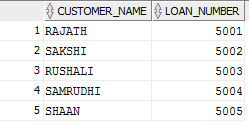 CUSTOMER_NAME LOAN_NUMBER
1 RAJATH 5001
2 SAKSHI 5002
3 RUSHALI 5003
4 SAMRUDHI 5004
5 SHAAN 5005